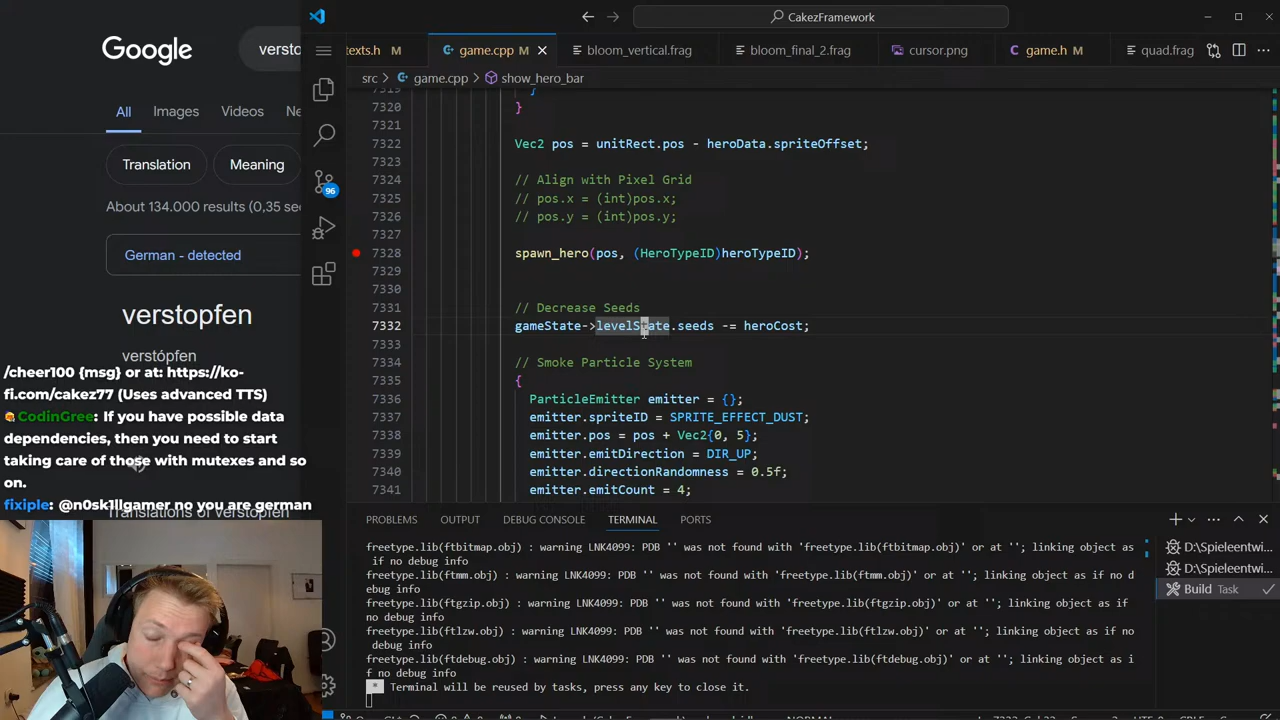 Google
versto
All Images Videos Ne
Translation
Meaning
About 134.000 results (0,35 sec
German - detected
verstopfen
verstópfen
/cheer100 {msg} or at: https://ko-
fi.com/cakez77 (Uses advanced TTS)
CodinGree: If you have possible data
dependencies, then you need to start
taking care of those with mutexes and so
on.
fixiple: @n0sk1llgamer no you are german
Translations of verstopfen
CakezFramework
texts.h M
game.cpp M
bloom_vertical.frag
bloom_final_2.frag
cursor.png
game.h M
quad.frag
src > game.cpp > show_hero_bar
7319 }
7320 }
7321
7322 Vec2 pos = unitRect.pos - heroData.spriteOffset;
7323
7324 // Align with Pixel Grid
7325 // pos.x = (int)pos.x;
7326 // pos.y = (int)pos.y;
7327
7328 spawn_hero(pos, (HeroTypeID)heroTypeID);
7329
7330
7331 // Decrease Seeds
7332 gameState->levelState.seeds -= heroCost;
7333
7334 // Smoke Particle System
7335 {
7336 ParticleEmitter emitter = {};
7337 emitter.spriteID = SPRITE_EFFECT_DUST;
7338 emitter.pos = pos + Vec2{0, 5};
7339 emitter.emitDirection = DIR_UP;
7340 emitter.directionRandomness = 0.5f;
7341 emitter.emitCount = 4;
96
PROBLEMS OUTPUT DEBUG CONSOLE TERMINAL PORTS
freetype.lib(ftbitmap.obj) : warning LNK4099: PDB '' was not found with 'freetype.lib(ftbitmap.obj)' or at ''; linking object as
if no debug info
freetype.lib(ftmm.obj) : warning LNK4099: PDB '' was not found with 'freetype.lib(ftmm.obj)' or at ''; linking object as if no d
ebug info
freetype.lib(ftgzip.obj) : warning LNK4099: PDB '' was not found with 'freetype.lib(ftgzip.obj)' or at ''; linking object as if
no debug info
freetype.lib(ftlzw.obj) : warning LNK4099: PDB '' was not found with 'freetype.lib(ftlzw.obj)' or at ''; linking object as if no
debug info
freetype.lib(ftdebug.obj) : warning LNK4099: PDB '' was not found with 'freetype.lib(ftdebug.obj)' or at ''; linking object as i
f no debug info
* Terminal will be reused by tasks, press any key to close it.
D:\Spieleentw...
D:\Spieleentw...
Build Task